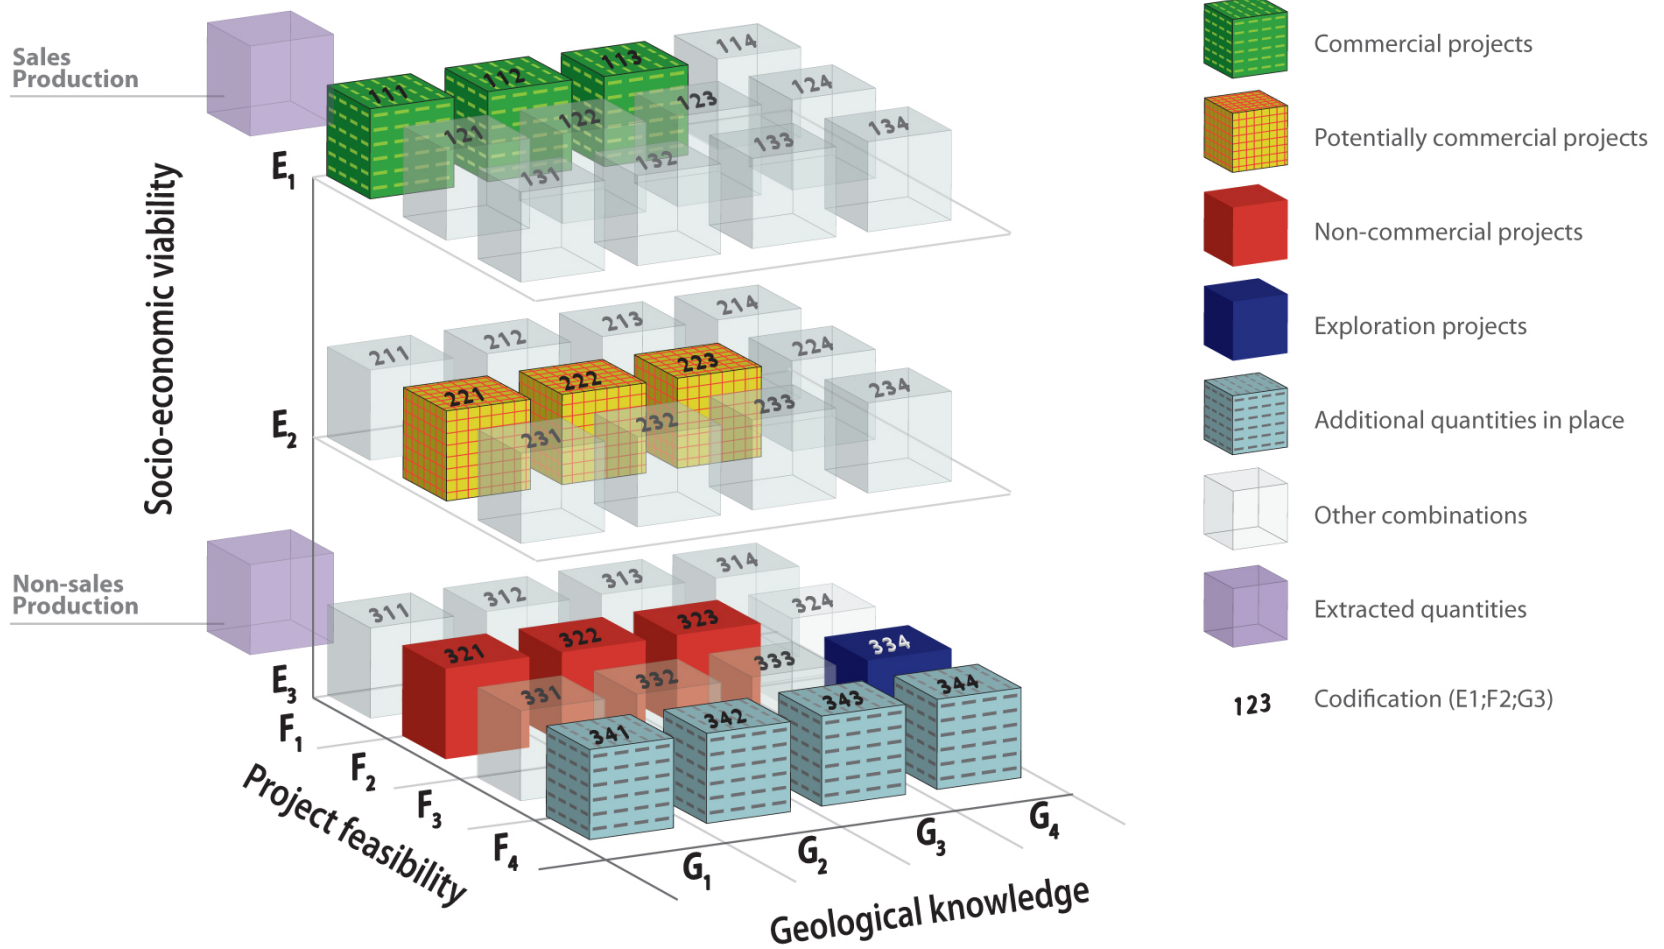 Sales
Production
Socio-economic viability
Non-sales
Production
E1
E2
E3
111
112
113
114
121
122
123
124
131
132
133
134
211
212
213
214
221
222
223
224
231
232
233
234
311
312
313
314
321
322
323
324
331
332
333
334
341
342
343
344
F1
F2
F3
F4
Project feasibility
G1
G2
G3
G4
Geological knowledge
Commercial projects
Potentially commercial projects
Non-commercial projects
Exploration projects
Additional quantities in place
Other combinations
Extracted quantities
123 Codification (E1;F2;G3)